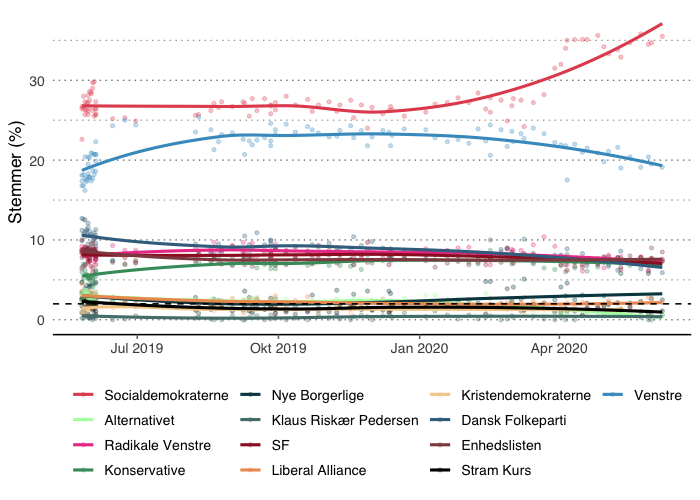 Stemmer (%)
30
20
10
0
Jul 2019 Okt 2019 Jan 2020 Apr 2020
Socialdemokraterne Nye Borgerlige Kristendemokraterne Venstre
Alternativet Klaus Riskær Pedersen Dansk Folkeparti
Radikale Venstre SF Enhedslisten
Konservative Liberal Alliance Stram Kurs